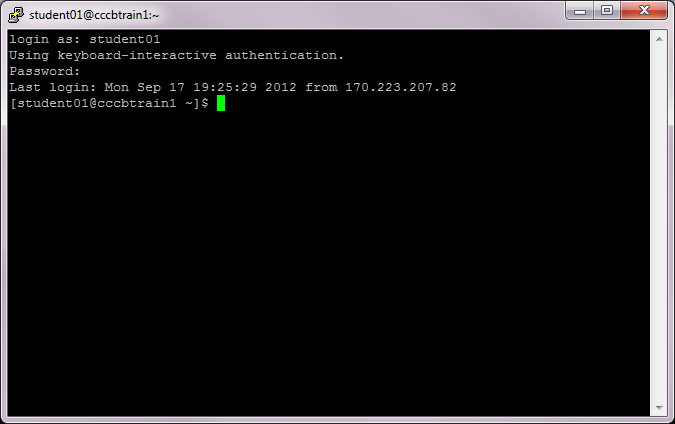 student01@cccbtrain1:~
login as: student01
Using keyboard-interactive authentication.
Password:
Last login: Mon Sep 17 19:25:29 2012 from 170.223.207.82
[student01@cccbtrain1 ~]$